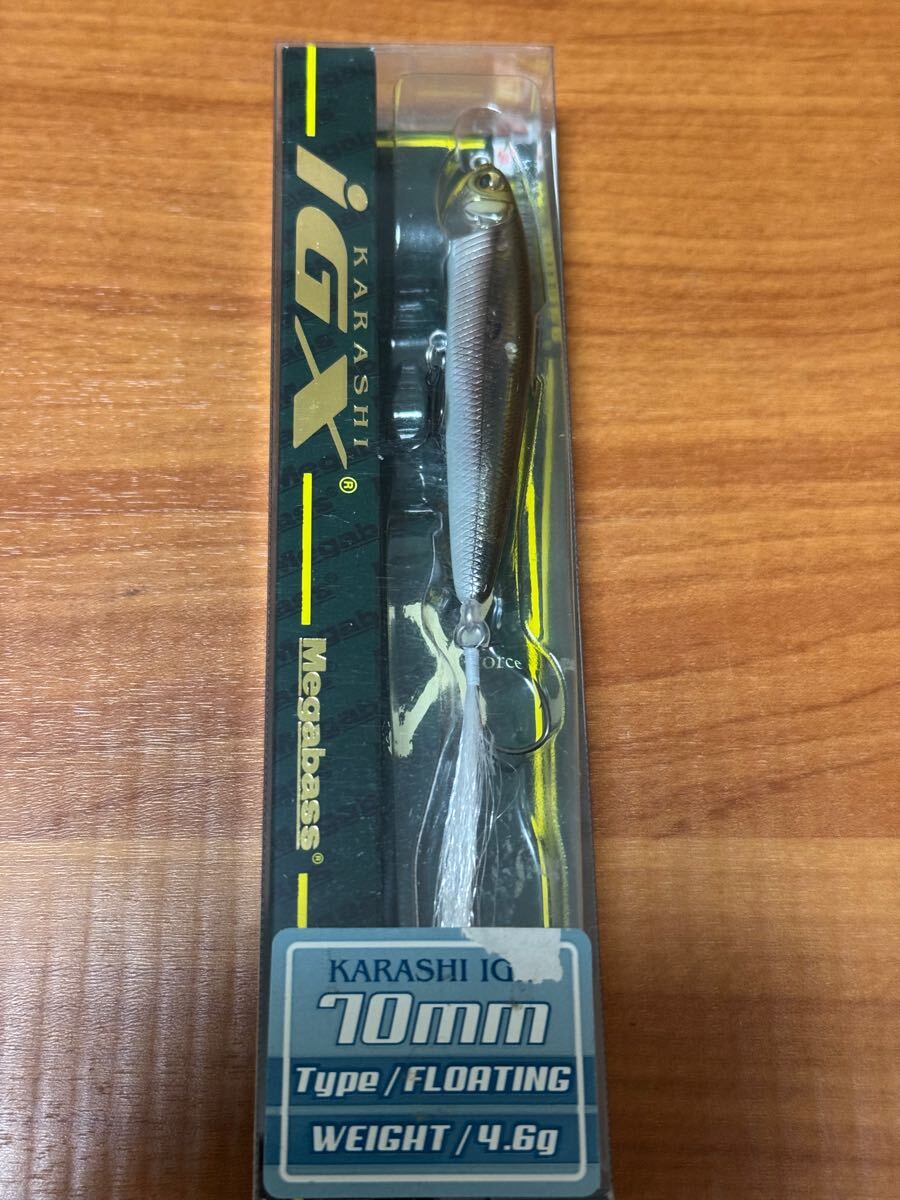 iGX®
KARASHI
Megabass®
force
KARASHI IG
70mm
Type/FLOATING
WEIGHT/4.6g